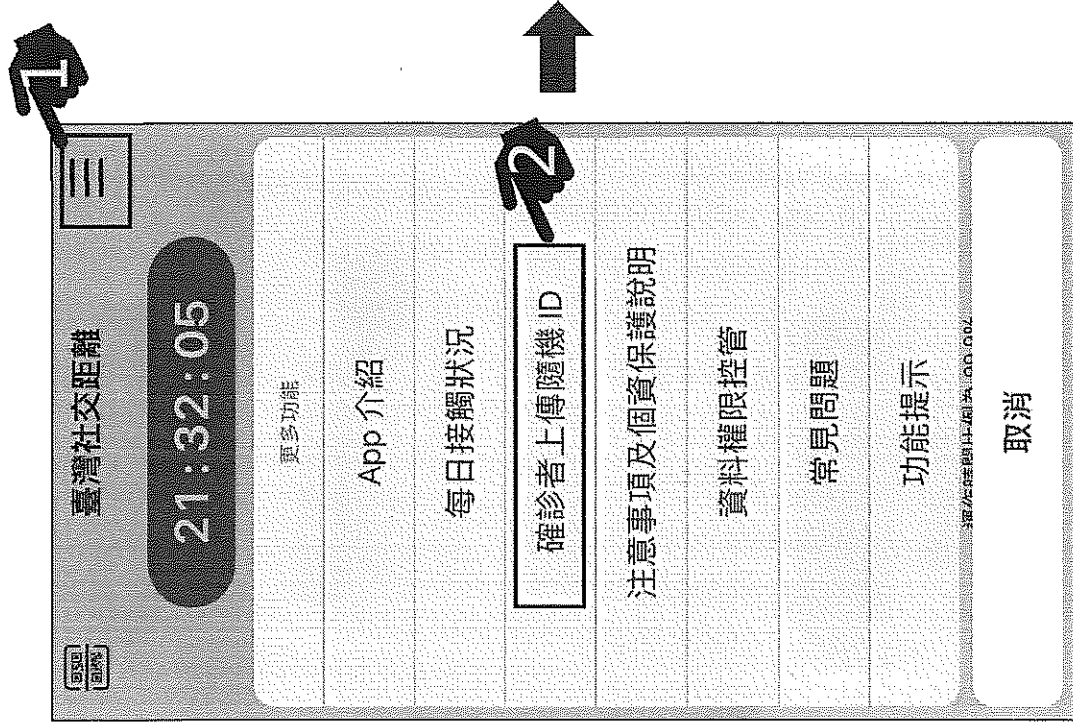 1
臺灣社交距離
21:32:05
更多功能
App 介紹
每日接觸狀況
2
確診者上傳隨機 ID
注意事項及個資保護說明
資料權限控管
常見問題
功能提示
取消